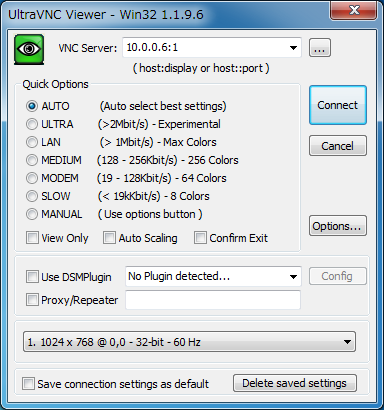 UltraVNC Viewer - Win32 1.1.9.6
VNC Server: 10.0.0.6:1 ...
( host:display or host::port )
Quick Options
AUTO (Auto select best settings)
ULTRA (>2Mbit/s) - Experimental
LAN (> 1Mbit/s) - Max Colors
MEDIUM (128 - 256Kbit/s) - 256 Colors
MODEM (19 - 128Kbit/s) - 64 Colors
SLOW (< 19kKbit/s) - 8 Colors
MANUAL ( Use options button )
View Only Auto Scaling Confirm Exit
Connect
Cancel
Options...
Use DSMPlugin No Plugin detected... Config
Proxy/Repeater
1. 1024 x 768 @ 0,0 - 32-bit - 60 Hz
Save connection settings as default Delete saved settings